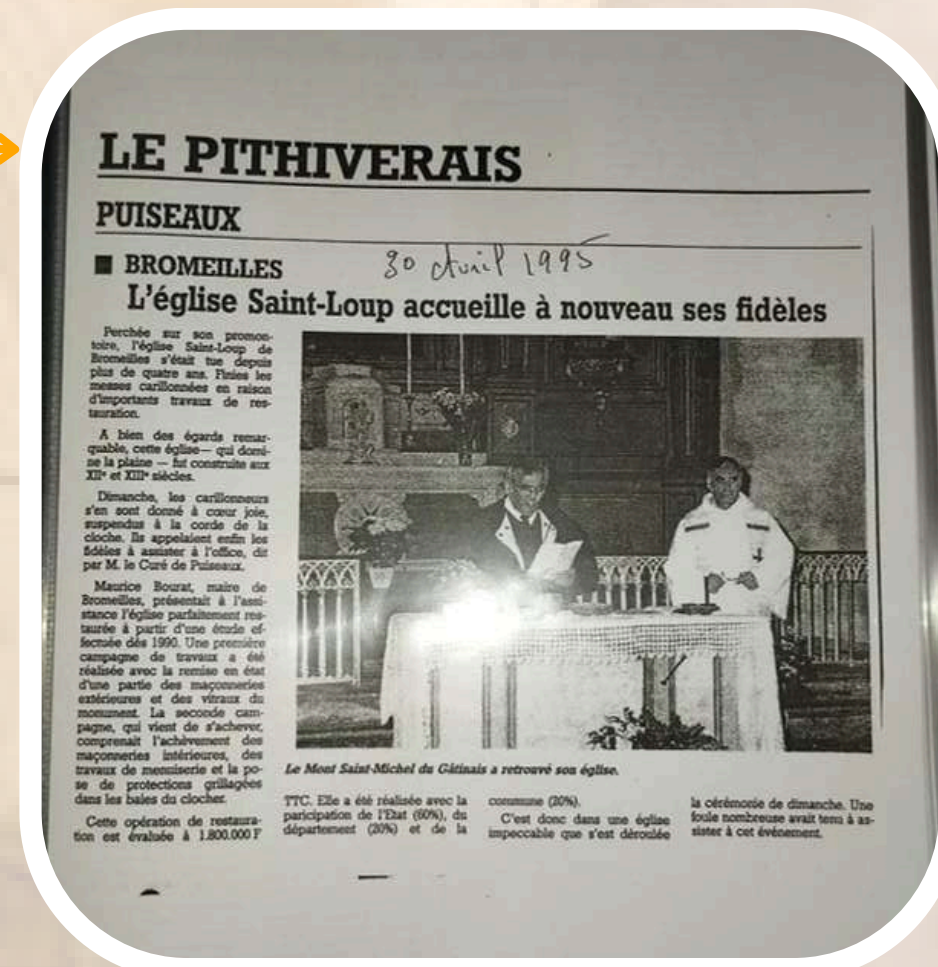 LE PITHIVERAIS
PUISEAUX
■ BROMEILLES
30 Avril 1995
L'église Saint-Loup accueille à nouveau ses fidèles
Perchée sur son promon-
toire, l'église Saint-Loup de
Bromeilles s'était tue depuis
plus de quatre ans. Finies les
messes carillonnées en raison
d'importants travaux de res-
tauration.
A bien des égards remar-
quable, cette église — qui domi-
ne la plaine — fut construite aux
XIIe et XIIIe siècles.
Dimanche, les carillonneurs
s'en sont donné à cœur joie,
suspendus à la corde de la
cloche. Ils appelaient enfin les
fidèles à assister à l'office, dit
par M. le Curé de Puiseaux.
Maurice Bourat, maire de
Bromeilles, présentait à l'assi-
stance l'église parfaitement res-
taurée à partir d'une étude ef-
fectuée dès 1990. Une première
campagne de travaux a été
réalisée avec la remise en état
d'une partie des maçonneries
extérieures et des vitraux du
monument. La seconde cam-
pagne, qui vient de s'achever,
comprenait l'achèvement des
maçonneries intérieures, des
travaux de menuiserie et la po-
se de protections grillagées
dans les baies du clocher.
Cette opération de restaura-
tion est évaluée à 1.800.000 F
Le Mont Saint-Michel du Gâtinais a retrouvé son église.
TTC. Elle a été réalisée avec la
paricipation de l'Etat (60%), du
département (20%) et de la
commune (20%).
C'est donc dans une église
impeccable que s'est déroulée
la cérémonie de dimanche. Une
foule nombreuse avait tenu à as-
sister à cet événement.